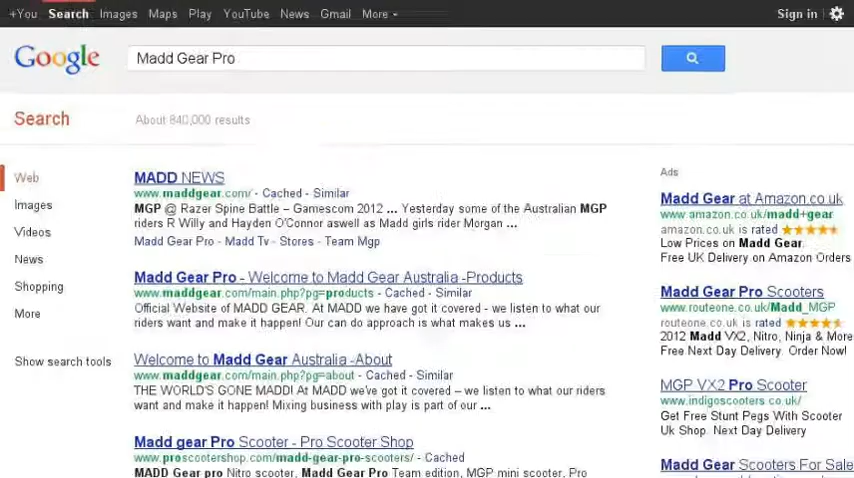 +You Search Images Maps Play YouTube News Gmail More Sign in
Google
Madd Gear Pro
Search
About 840,000 results
Web
Images
Videos
News
Shopping
More
Show search tools
MADD NEWS
www.maddgear.com/ - Cached - Similar
MGP @ Razer Spine Battle – Gamescom 2012 ... Yesterday some of the Australian MGP
riders R Willy and Hayden O'Connor aswell as Madd girls rider Morgan ...
Madd Gear Pro - Madd Tv - Stores - Team Mgp
Madd Gear Pro - Welcome to Madd Gear Australia -Products
www.maddgear.com/main.php?pg=products - Cached - Similar
Official Website of MADD GEAR. At MADD we have got it covered - we listen to what our
riders want and make it happen! Our can do approach is what makes us ...
Welcome to Madd Gear Australia -About
www.maddgear.com/main.php?pg=about - Cached - Similar
THE WORLD'S GONE MADD! At MADD we've got it covered – we listen to what our riders
want and make it happen! Mixing business with play is part of our ...
Madd gear Pro Scooter - Pro Scooter Shop
www.proscootershop.com/madd-gear-pro-scooters/ - Cached
MADD Gear pro Nitro scooter, Madd Gear Pro Team edition, MGP mini scooter, Pro
Ads
Madd Gear at Amazon.co.uk
www.amazon.co.uk/madd+gear
amazon.co.uk is rated
Low Prices on Madd Gear.
Free UK Delivery on Amazon Orders
Madd Gear Pro Scooters
www.routeone.co.uk/Madd_MGP
routeone.co.uk is rated
2012 Madd VX2, Nitro, Ninja & More
Free Next Day Delivery. Order Now!
MGP VX2 Pro Scooter
www.indigoscooters.co.uk/
Get Free Stunt Pegs With Scooter
Uk Shop. Next Day Delivery
Madd Gear Scooters For Sale